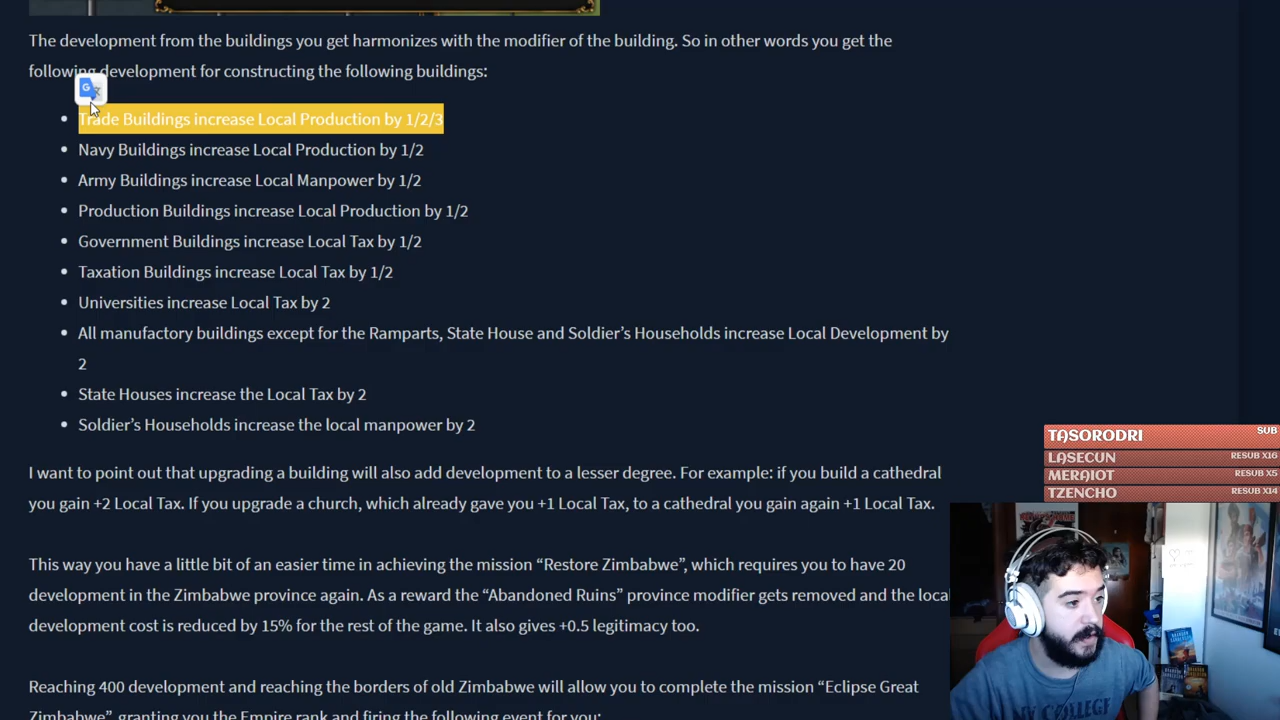 The development from the buildings you get harmonizes with the modifier of the building. So in other words you get the
following development for constructing the following buildings:
Trade Buildings increase Local Production by 1/2/3
Navy Buildings increase Local Production by 1/2
Army Buildings increase Local Manpower by 1/2
Production Buildings increase Local Production by 1/2
Government Buildings increase Local Tax by 1/2
Taxation Buildings increase Local Tax by 1/2
Universities increase Local Tax by 2
All manufactory buildings except for the Ramparts, State House and Soldier’s Households increase Local Development by
2
State Houses increase the Local Tax by 2
Soldier’s Households increase the local manpower by 2
I want to point out that upgrading a building will also add development to a lesser degree. For example: if you build a cathedral
you gain +2 Local Tax. If you upgrade a church, which already gave you +1 Local Tax, to a cathedral you gain again +1 Local Tax.
This way you have a little bit of an easier time in achieving the mission “Restore Zimbabwe”, which requires you to have 20
development in the Zimbabwe province again. As a reward the “Abandoned Ruins” province modifier gets removed and the local
development cost is reduced by 15% for the rest of the game. It also gives +0.5 legitimacy too.
Reaching 400 development and reaching the borders of old Zimbabwe will allow you to complete the mission “Eclipse Great
Zimbabwe”, granting you the Empire rank and firing the following event for you:
TASORODRI SUB
LASECUN RESUB X16
MERAIOT RESUB X5
TZENCHO RESUB X14